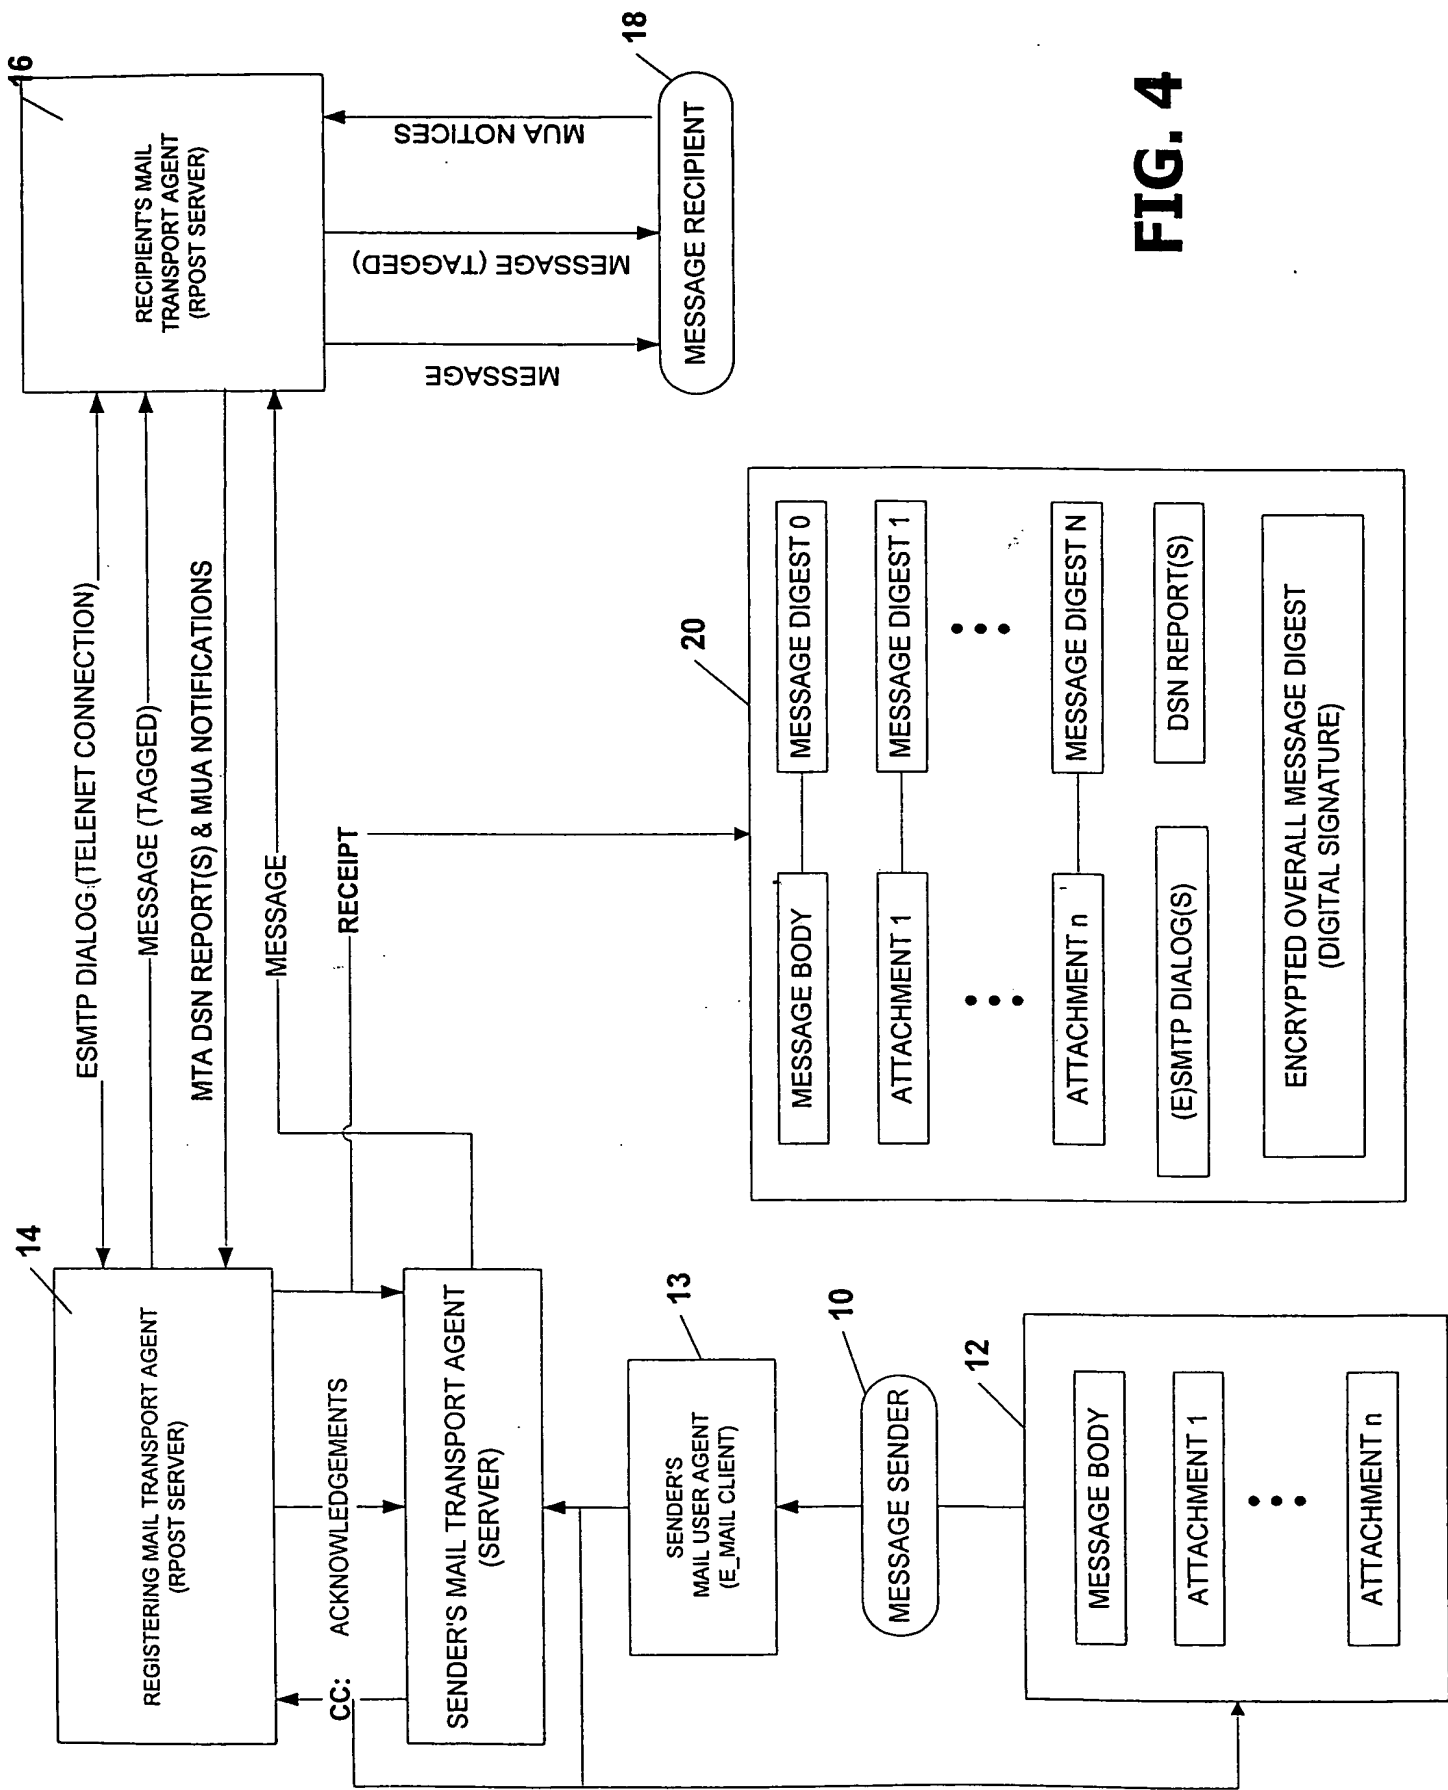 14
REGISTERING MAIL TRANSPORT AGENT
(RPOST SERVER)
ESMTP DIALOG (TELENET CONNECTION)
MESSAGE (TAGGED)
MTA DSN REPORT(S) & MUA NOTIFICATIONS
MESSAGE
RECEIPT
16
RECIPIENT'S MAIL
TRANSPORT AGENT
(RPOST SERVER)
CC:
ACKNOWLEDGEMENTS
SENDER'S MAIL TRANSPORT AGENT
(SERVER)
MESSAGE
MESSAGE (TAGGED)
MUA NOTICES
18
MESSAGE RECIPIENT
13
SENDER'S
MAIL USER AGENT
(E_MAIL CLIENT)
10
MESSAGE SENDER
12
MESSAGE BODY
ATTACHMENT 1
•••
ATTACHMENT n
20
MESSAGE BODY
MESSAGE DIGEST 0
ATTACHMENT 1
MESSAGE DIGEST 1
•••
•••
ATTACHMENT n
MESSAGE DIGEST N
(E)SMTP DIALOG(S)
DSN REPORT(S)
ENCRYPTED OVERALL MESSAGE DIGEST
(DIGITAL SIGNATURE)
FIG. 4